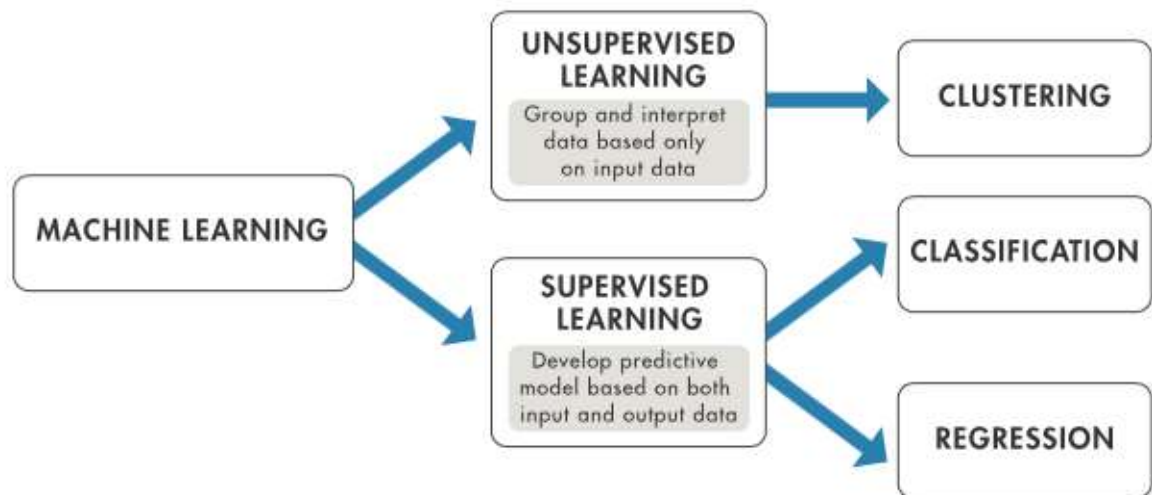 MACHINE LEARNING
UNSUPERVISED
LEARNING
Group and interpret
data based only
on input data
SUPERVISED
LEARNING
Develop predictive
model based on both
input and output data
CLUSTERING
CLASSIFICATION
REGRESSION